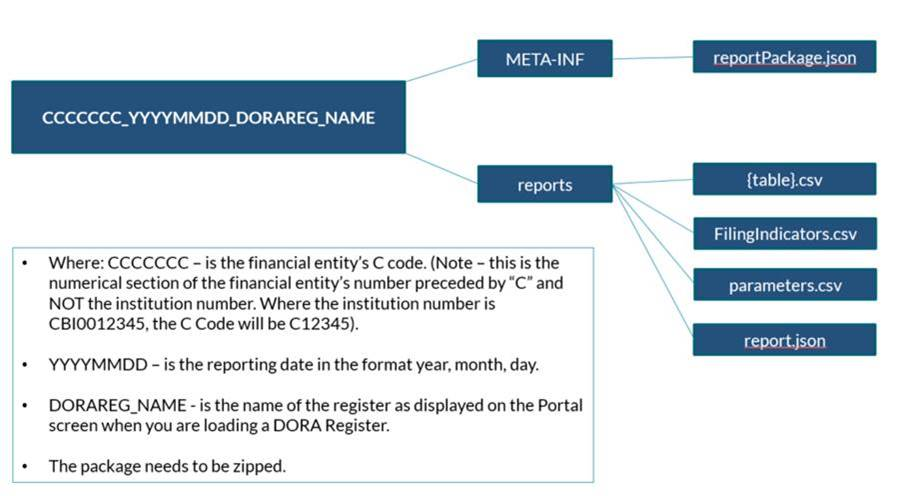 META-INF
reportPackage.json
CCCCCCC_YYYYMMDD_DORAREG_NAME
reports
{table}.csv
FilingIndicators.csv
parameters.csv
report.json
• Where: CCCCCCC – is the financial entity's C code. (Note – this is the
numerical section of the financial entity's number preceded by "C" and
NOT the institution number. Where the institution number is
CBI0012345, the C Code will be C12345).
• YYYYMMDD – is the reporting date in the format year, month, day.
• DORAREG_NAME - is the name of the register as displayed on the Portal
screen when you are loading a DORA Register.
• The package needs to be zipped.